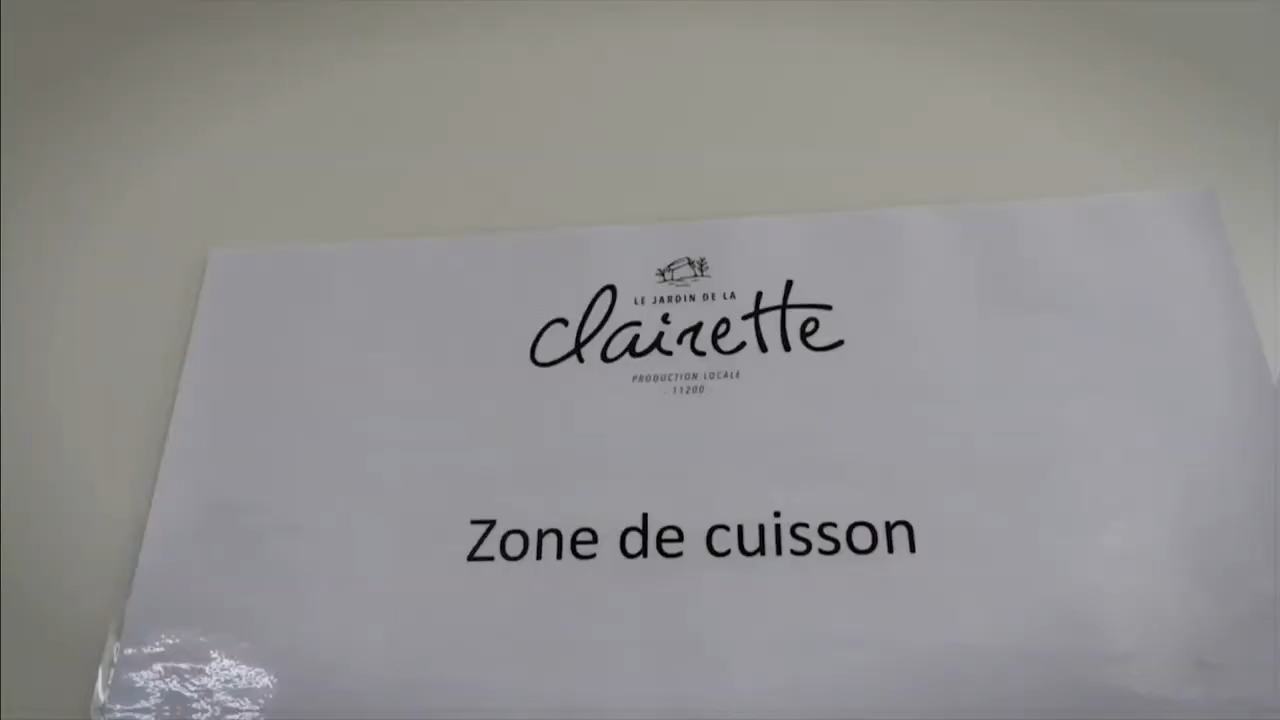 LE JARDIN DE LA
clairette
PRODUCTION LOCALE
- 11200 -
Zone de cuisson